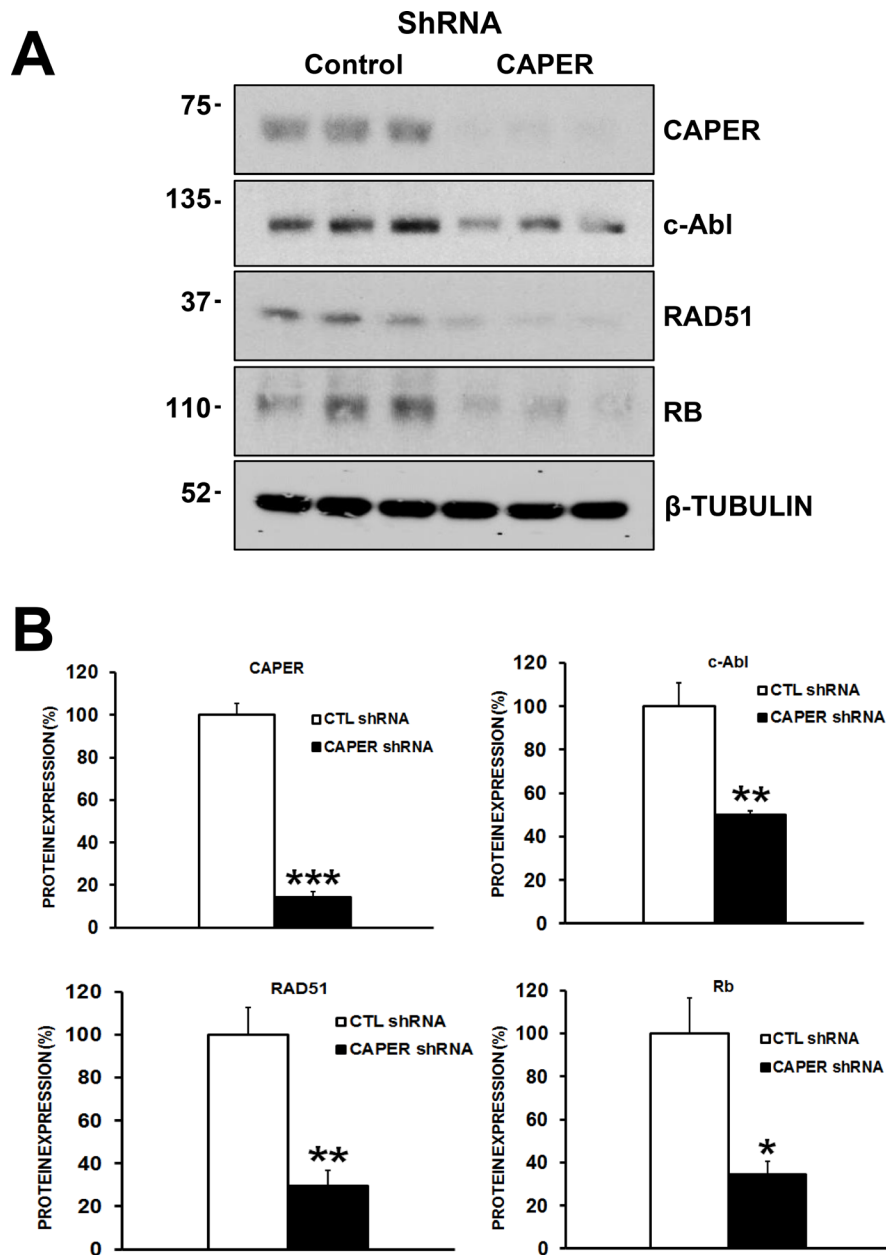 A
ShRNA
Control CAPER
75-
CAPER
135-
c-Abl
37-
RAD51
110-
RB
52-
β-TUBULIN
B
CAPER
PROTEIN EXPRESSION (%)
120
100
80
60
40
20
0
CTL shRNA
CAPER shRNA
***
c-Abl
PROTEIN EXPRESSION (%)
120
100
80
60
40
20
0
CTL shRNA
CAPER shRNA
**
RAD51
PROTEIN EXPRESSION (%)
120
100
80
60
40
20
0
CTL shRNA
CAPER shRNA
**
Rb
PROTEIN EXPRESSION (%)
120
100
80
60
40
20
0
CTL shRNA
CAPER shRNA
*